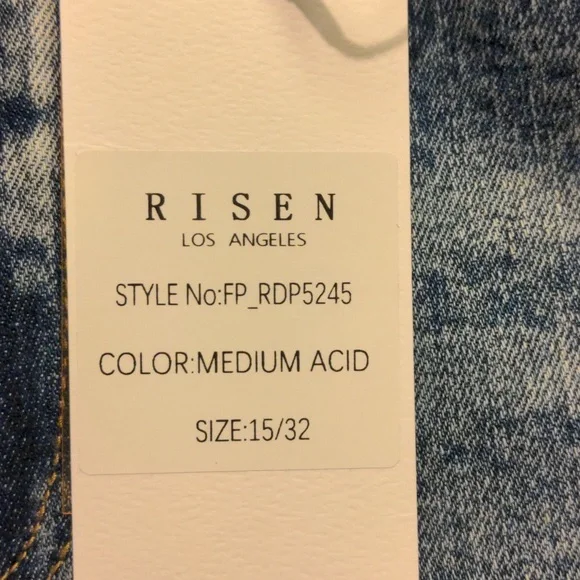 RISEN
LOS ANGELES
STYLE No:FP_RDP5245
COLOR:MEDIUM ACID
SIZE:15/32